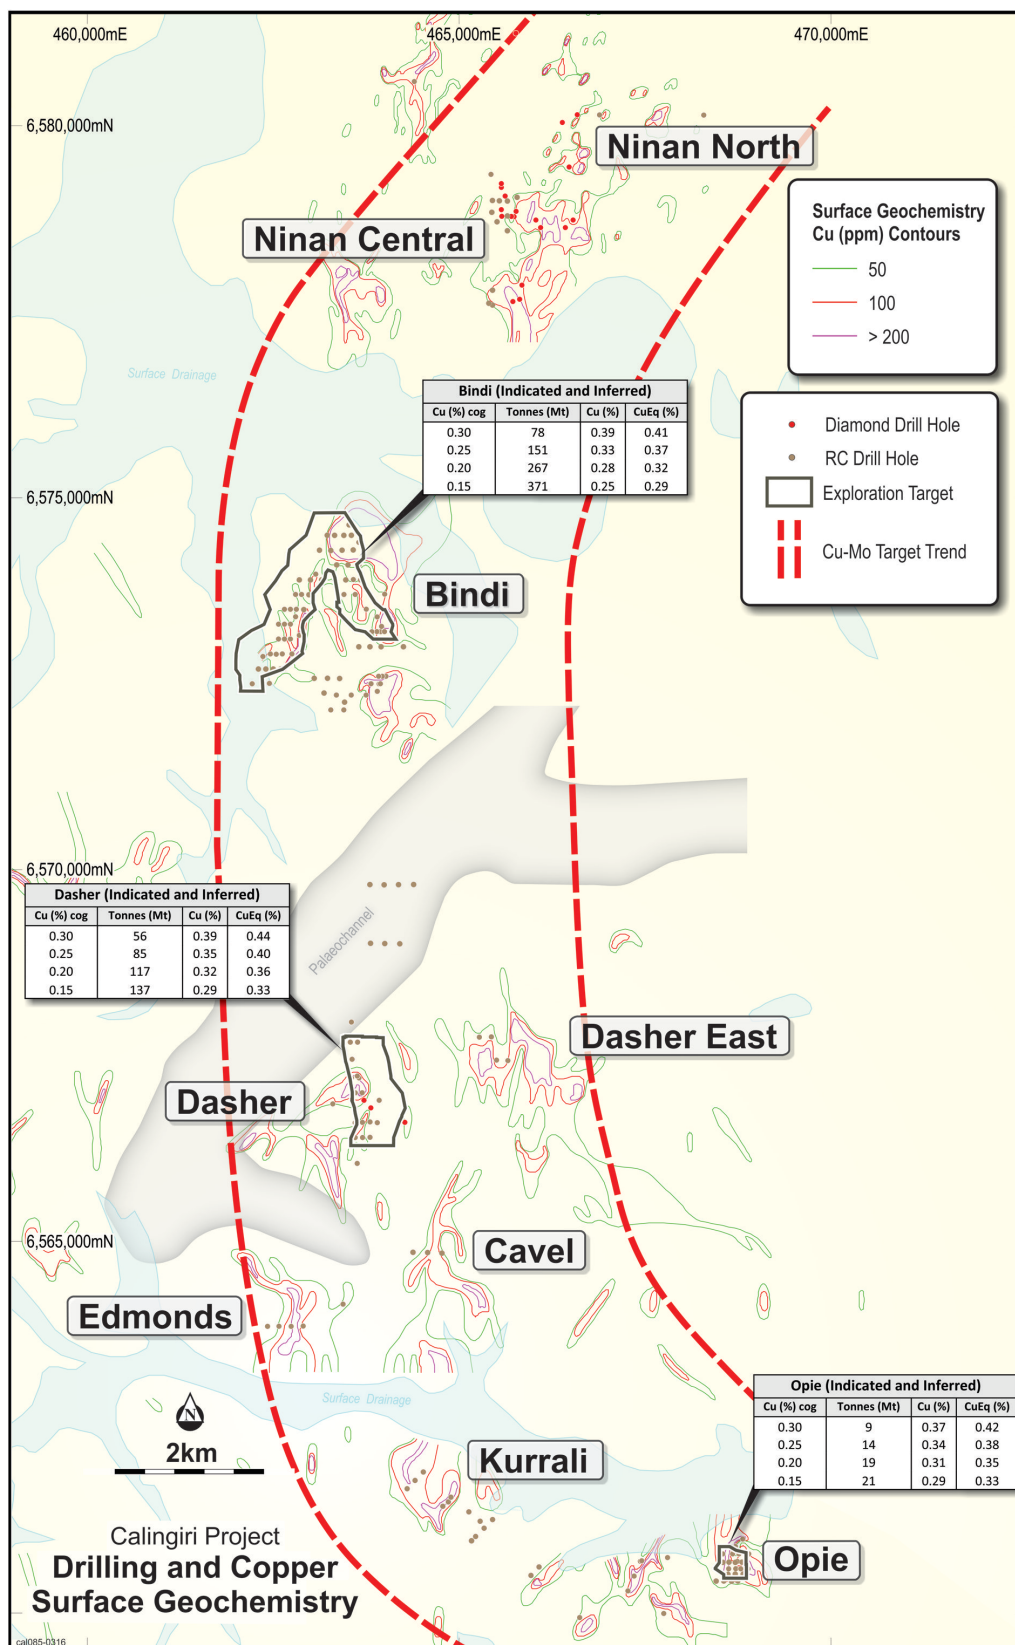 460,000mE
465,000mE
470,000mE
6,580,000mN
Ninan North
Surface Geochemistry
Cu (ppm) Contours
50
100
> 200
Ninan Central
Surface Drainage
Bindi (Indicated and Inferred)
Cu (%) cog Tonnes (Mt) Cu (%) CuEq (%)
0.30 78 0.39 0.41
0.25 151 0.33 0.37
0.20 267 0.28 0.32
0.15 371 0.25 0.29
Diamond Drill Hole
RC Drill Hole
Exploration Target
Cu-Mo Target Trend
6,575,000mN
Bindi
6,570,000mN
Dasher (Indicated and Inferred)
Cu (%) cog Tonnes (Mt) Cu (%) CuEq (%)
0.30 56 0.39 0.44
0.25 85 0.35 0.40
0.20 117 0.32 0.36
0.15 137 0.29 0.33
Palaeochannel
Dasher East
Dasher
6,565,000mN
Cavel
Edmonds
Opie (Indicated and Inferred)
Cu (%) cog Tonnes (Mt) Cu (%) CuEq (%)
0.30 9 0.37 0.42
0.25 14 0.34 0.38
0.20 19 0.31 0.35
0.15 21 0.29 0.33
Surface Drainage
N
2km
Kurrali
Calingiri Project
Drilling and Copper
Surface Geochemistry
Opie
cal085-0316